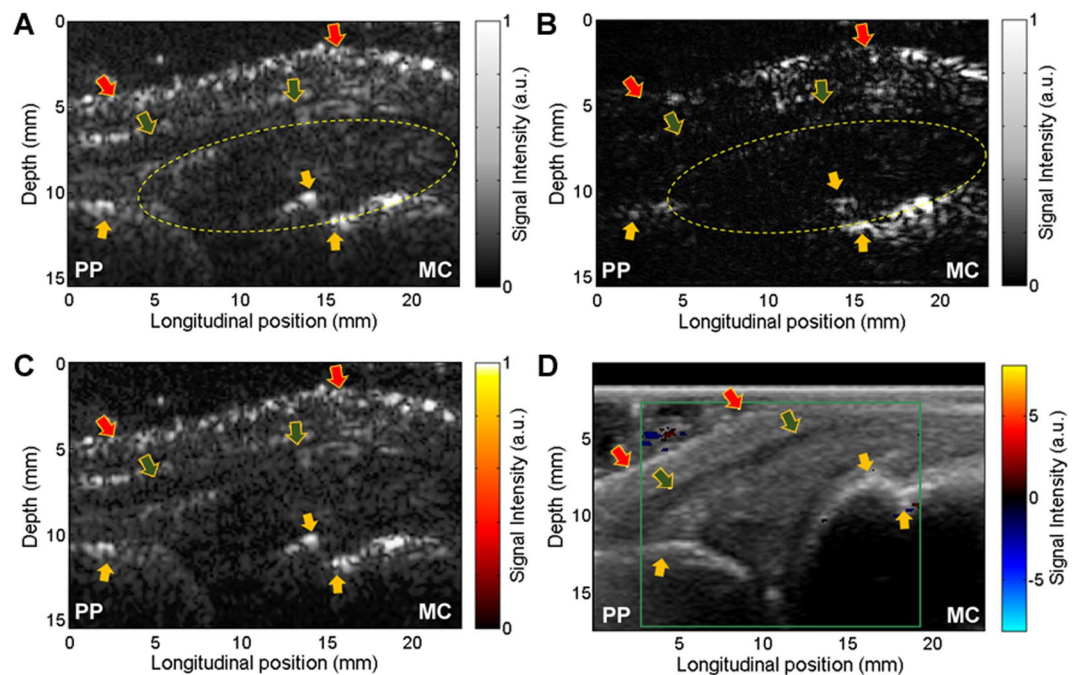 A
B
0
5
10
15
Depth (mm)
PP
MC
0 5 10 15 20
Longitudinal position (mm)
1
0
Signal Intensity (a.u.)
0
5
10
15
Depth (mm)
PP
MC
0 5 10 15 20
Longitudinal position (mm)
1
0
Signal Intensity (a.u.)
C
D
0
5
10
15
Depth (mm)
PP
MC
0 5 10 15 20
Longitudinal position (mm)
1
0
Signal Intensity (a.u.)
5
10
15
Depth (mm)
PP
MC
5 10 15 20
Longitudinal position (mm)
5
0
-5
Signal Intensity (a.u.)